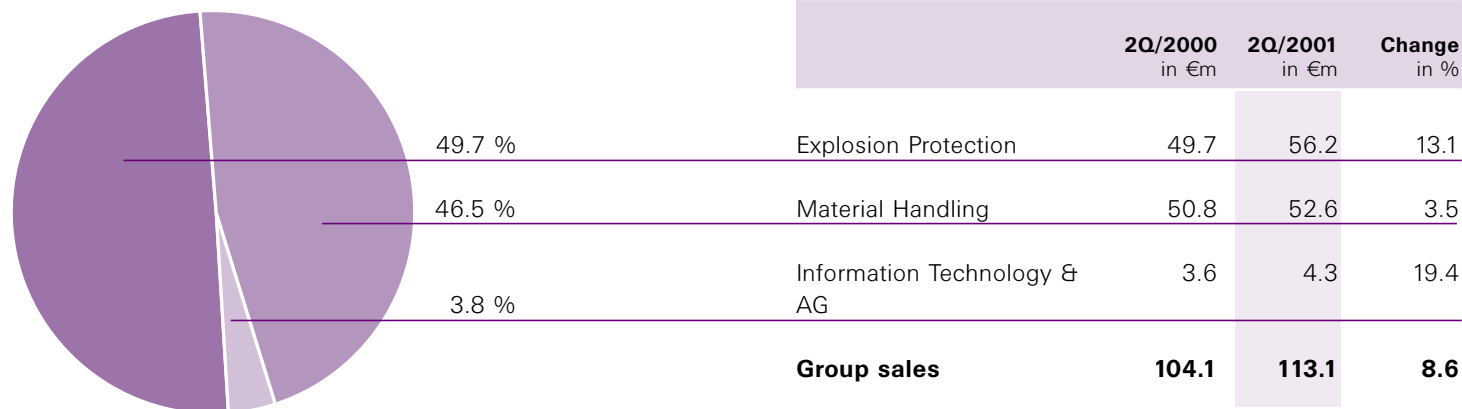 2Q/2000 2Q/2001 Change
in €m in €m in %
49.7 % Explosion Protection 49.7 56.2 13.1
46.5 % Material Handling 50.8 52.6 3.5
Information Technology & 3.6 4.3 19.4
3.8 % AG
Group sales 104.1 113.1 8.6